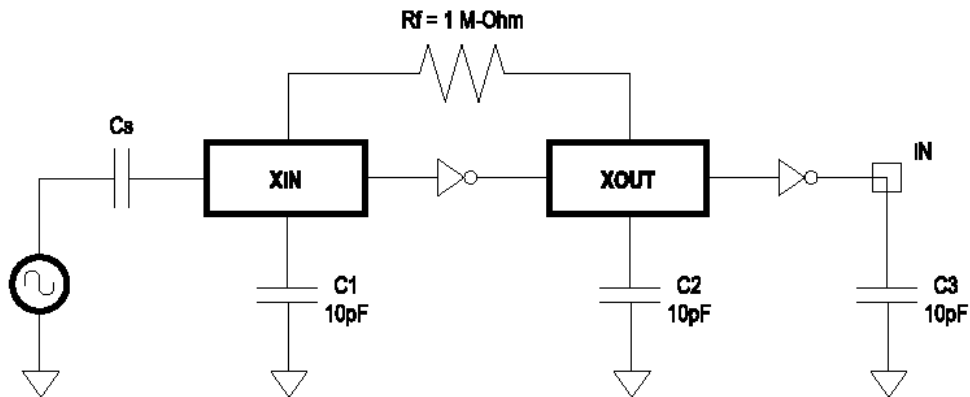 Rf = 1 M-Ohm
Cs
XIN
XOUT
IN
C1
10pF
C2
10pF
C3
10pF